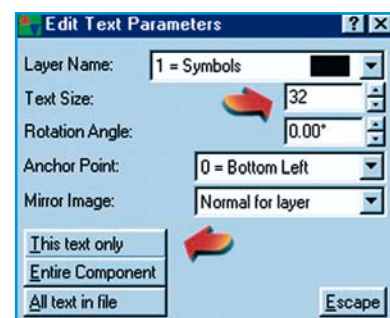 Edit Text Parameters
Layer Name: 1 = Symbols
Text Size: 32
Rotation Angle: 0.00°
Anchor Point: 0 = Bottom Left
Mirror Image: Normal for layer
This text only
Entire Component
All text in file Escape